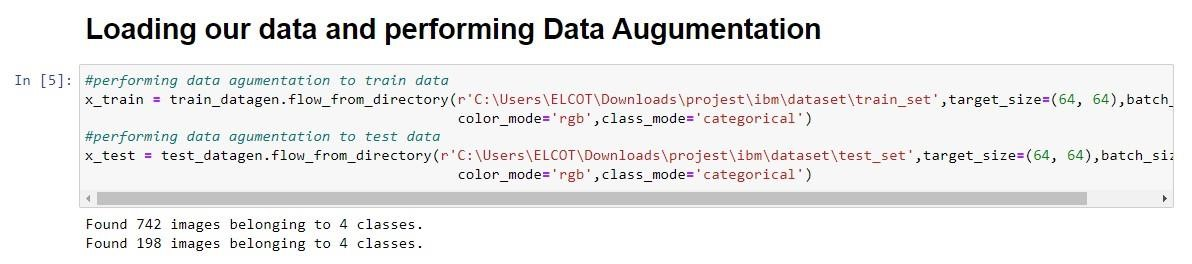 Loading our data and performing Data Augumentation
In [5]:
#performing data agumentation to train data
x_train = train_datagen.flow_from_directory(r'C:\Users\ELCOT\Downloads\projest\ibm\dataset\train_set',target_size=(64, 64),batch_
color_mode='rgb',class_mode='categorical')
#performing data agumentation to test data
x_test = test_datagen.flow_from_directory(r'C:\Users\ELCOT\Downloads\projest\ibm\dataset\test_set',target_size=(64, 64),batch_siz
color_mode='rgb',class_mode='categorical')
Found 742 images belonging to 4 classes.
Found 198 images belonging to 4 classes.